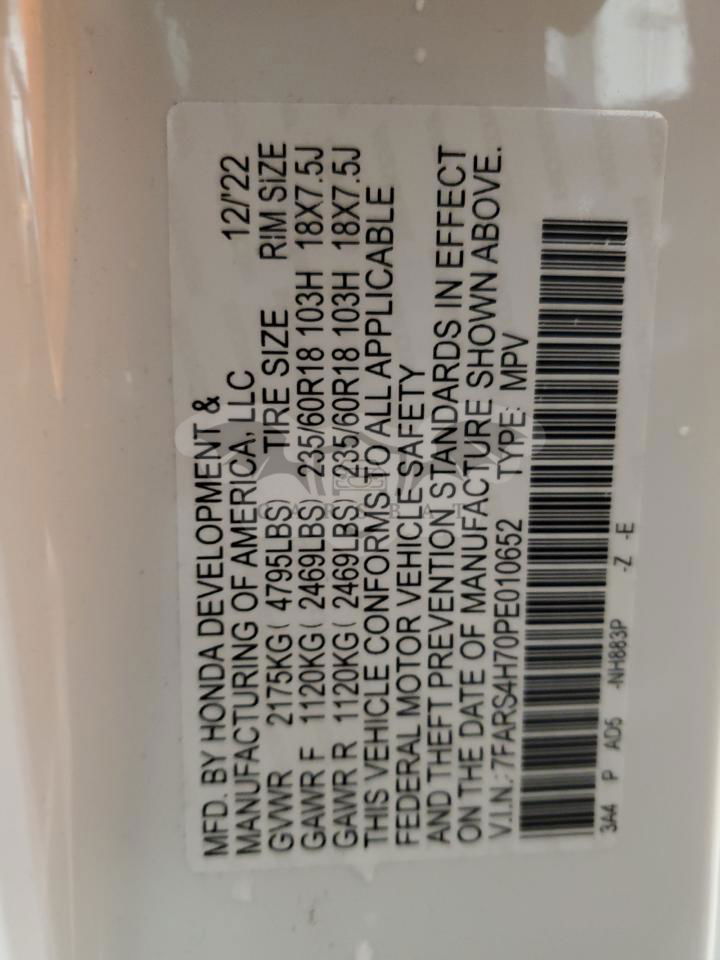 MFD. BY HONDA DEVELOPMENT & 12/'22
MANUFACTURING OF AMERICA, LLC
GVWR 2175KG( 4795LBS) TIRE SIZE RIM SIZE
GAWR F 1120KG( 2469LBS) 235/60R18 103H 18X7.5J
GAWR R 1120KG( 2469LBS) 235/60R18 103H 18X7.5J
THIS VEHICLE CONFORMS TO ALL APPLICABLE
FEDERAL MOTOR VEHICLE SAFETY
AND THEFT PREVENTION STANDARDS IN EFFECT
ON THE DATE OF MANUFACTURE SHOWN ABOVE.
V.I.N.: 7FARS4H70PE010652 TYPE: MPV
3A4 P AD5 -NH883P -Z -E